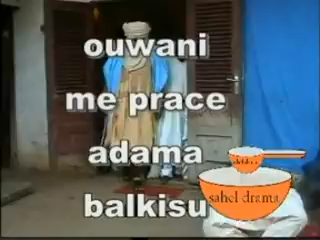 ouwani
me prace
adama
balkisu
sahel drama